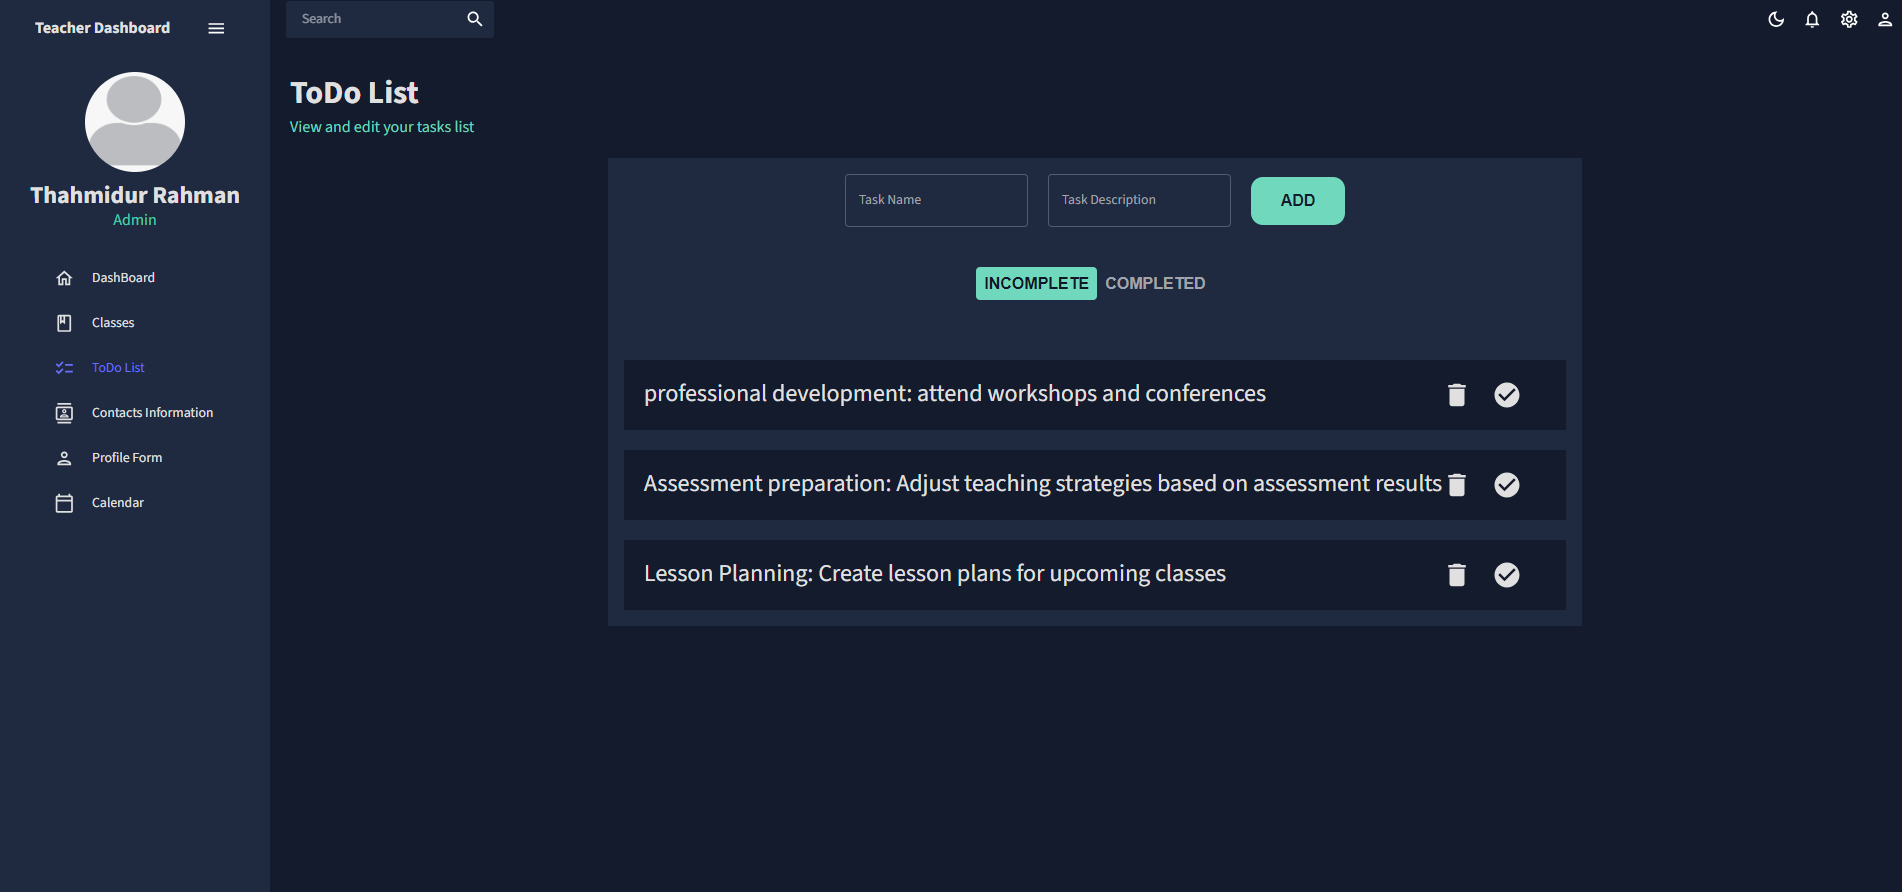 Teacher Dashboard
Search
Thahmidur Rahman
Admin
DashBoard
Classes
ToDo List
Contacts Information
Profile Form
Calendar
ToDo List
View and edit your tasks list
Task Name
Task Description
ADD
INCOMPLETE COMPLETED
professional development: attend workshops and conferences
Assessment preparation: Adjust teaching strategies based on assessment results
Lesson Planning: Create lesson plans for upcoming classes